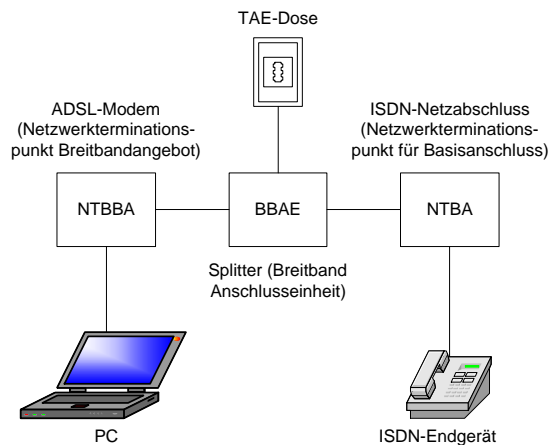 TAE-Dose
ADSL-Modem
(Netzwerkterminations-
punkt Breitbandangebot)
ISDN-Netzabschluss
(Netzwerkterminations-
punkt für Basisanschluss)
NTBBA
BBAE
NTBA
Splitter (Breitband
Anschlusseinheit)
PC
ISDN-Endgerät